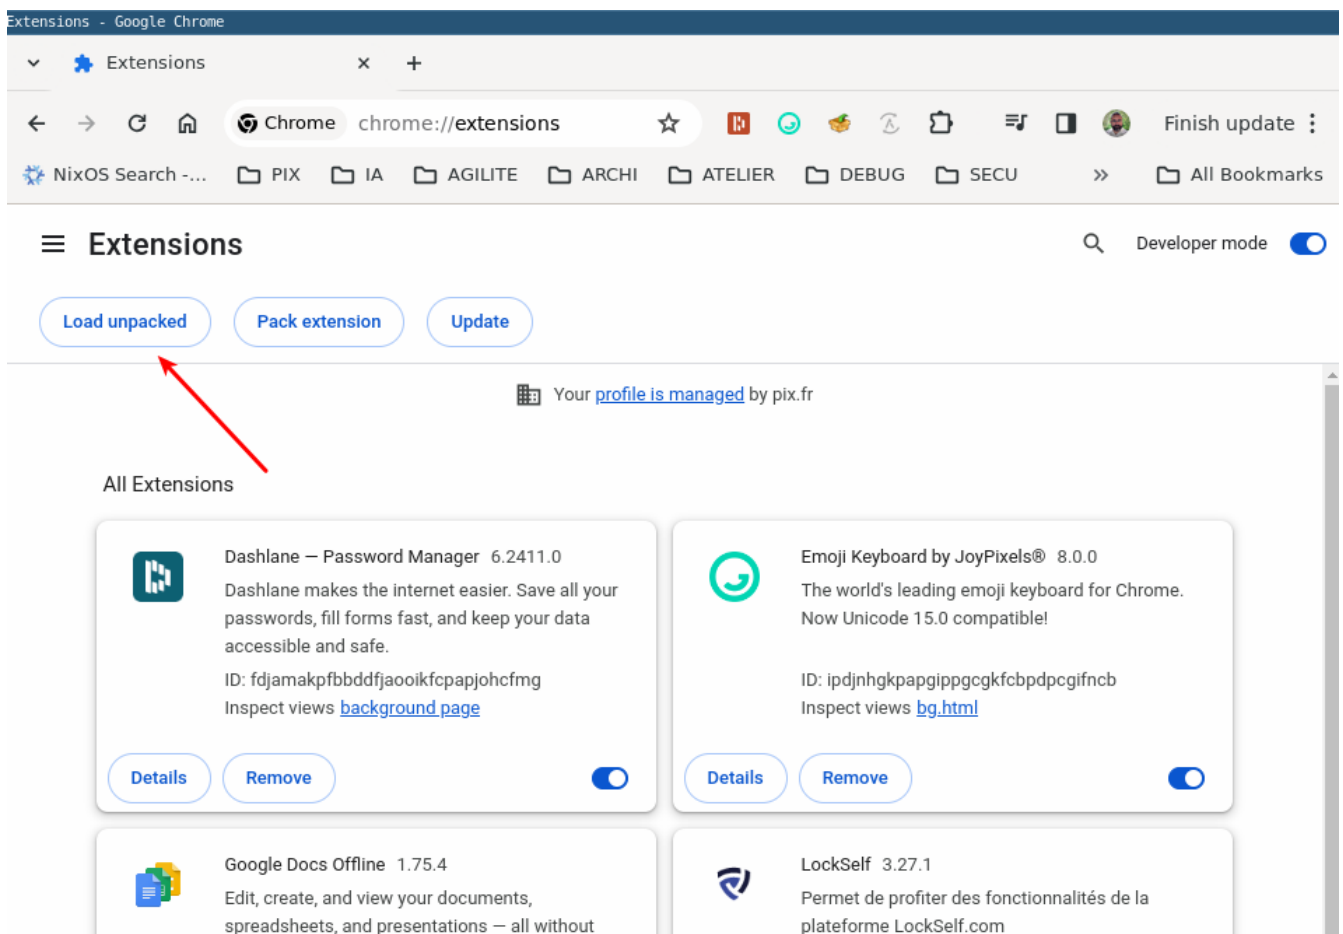 Extensions - Google Chrome
Extensions
Chrome chrome://extensions Finish update
NixOS Search -... PIX IA AGILITE ARCHI ATELIER DEBUG SECU » All Bookmarks
Extensions
Developer mode
Load unpacked Pack extension Update
Your profile is managed by pix.fr
All Extensions
Dashlane — Password Manager 6.2411.0
Dashlane makes the internet easier. Save all your
passwords, fill forms fast, and keep your data
accessible and safe.
ID: fdjamakpfbbddfjaooikfcpapjohcfmg
Inspect views background page
Details Remove
Emoji Keyboard by JoyPixels® 8.0.0
The world's leading emoji keyboard for Chrome.
Now Unicode 15.0 compatible!
ID: ipdjnhgkpapgippgcgkfcbpdpcgifncb
Inspect views bg.html
Details Remove
Google Docs Offline 1.75.4
Edit, create, and view your documents,
spreadsheets, and presentations — all without
LockSelf 3.27.1
Permet de profiter des fonctionnalités de la
plateforme LockSelf.com